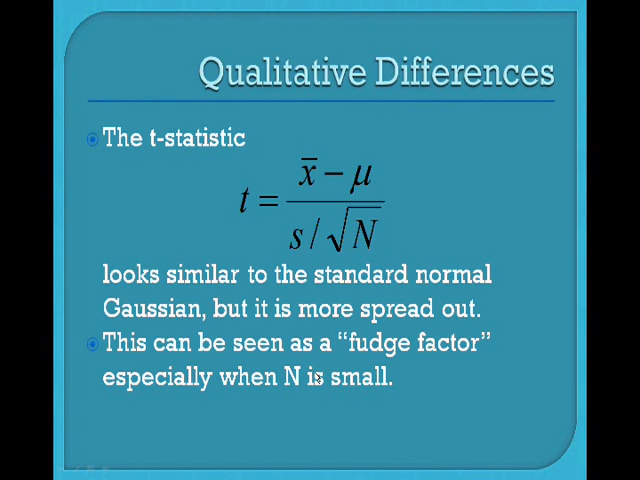 Qualitative Differences
The t-statistic
t = x̄ − μ / s / √N
looks similar to the standard normal
Gaussian, but it is more spread out.
This can be seen as a “fudge factor”
especially when N is small.